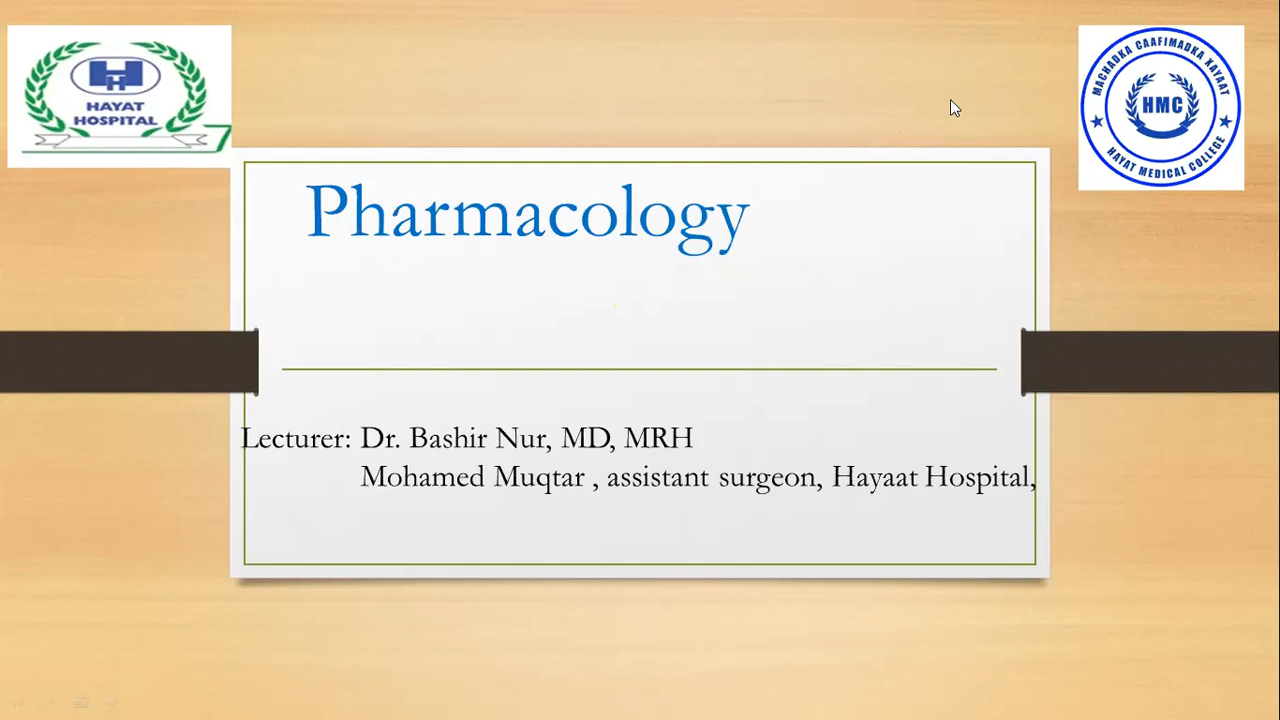 HAYAT
HOSPITAL
MACHADKA CAAFIMADKA XAYAAT
HMC
HAYAT MEDICAL COLLEGE
Pharmacology
Lecturer: Dr. Bashir Nur, MD, MRH
Mohamed Muqtar , assistant surgeon, Hayaat Hospital,